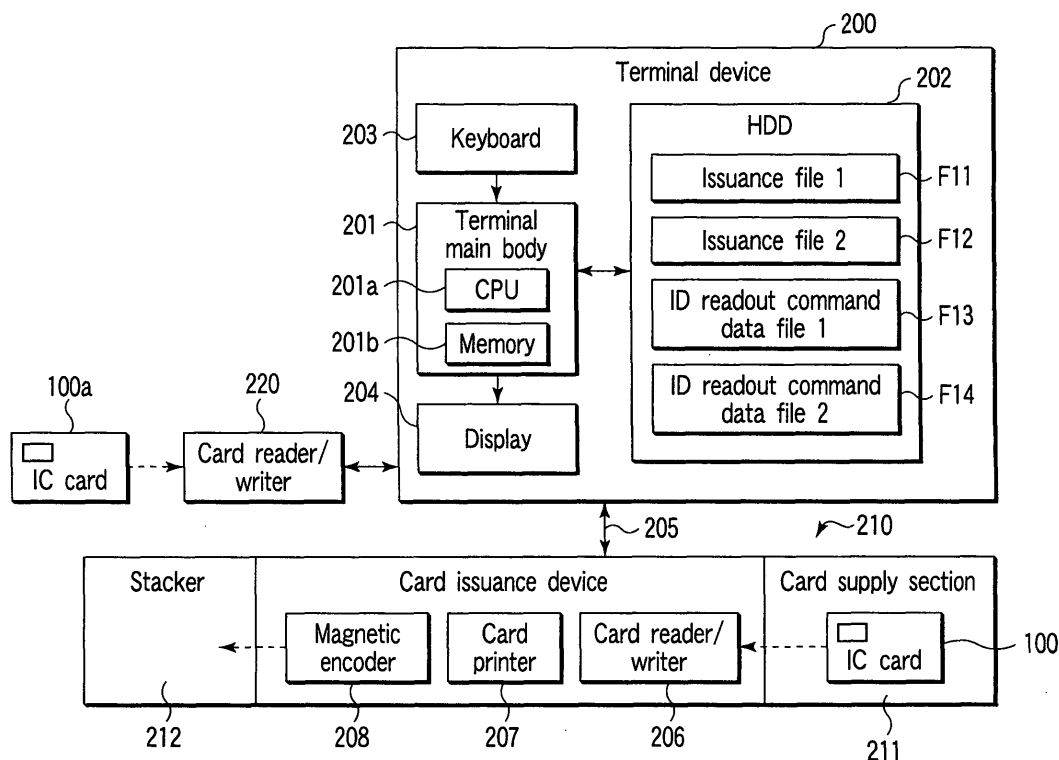 200
Terminal device
202
203
Keyboard
HDD
Issuance file 1
F11
201
Terminal
main body
Issuance file 2
F12
201a
CPU
ID readout command
data file 1
F13
201b
Memory
100a
220
204
ID readout command
data file 2
F14
Display
IC card
Card reader/
writer
205
210
Stacker
Card issuance device
Card supply section
Magnetic
encoder
Card
printer
Card reader/
writer
IC card
100
212
208
207
206
211